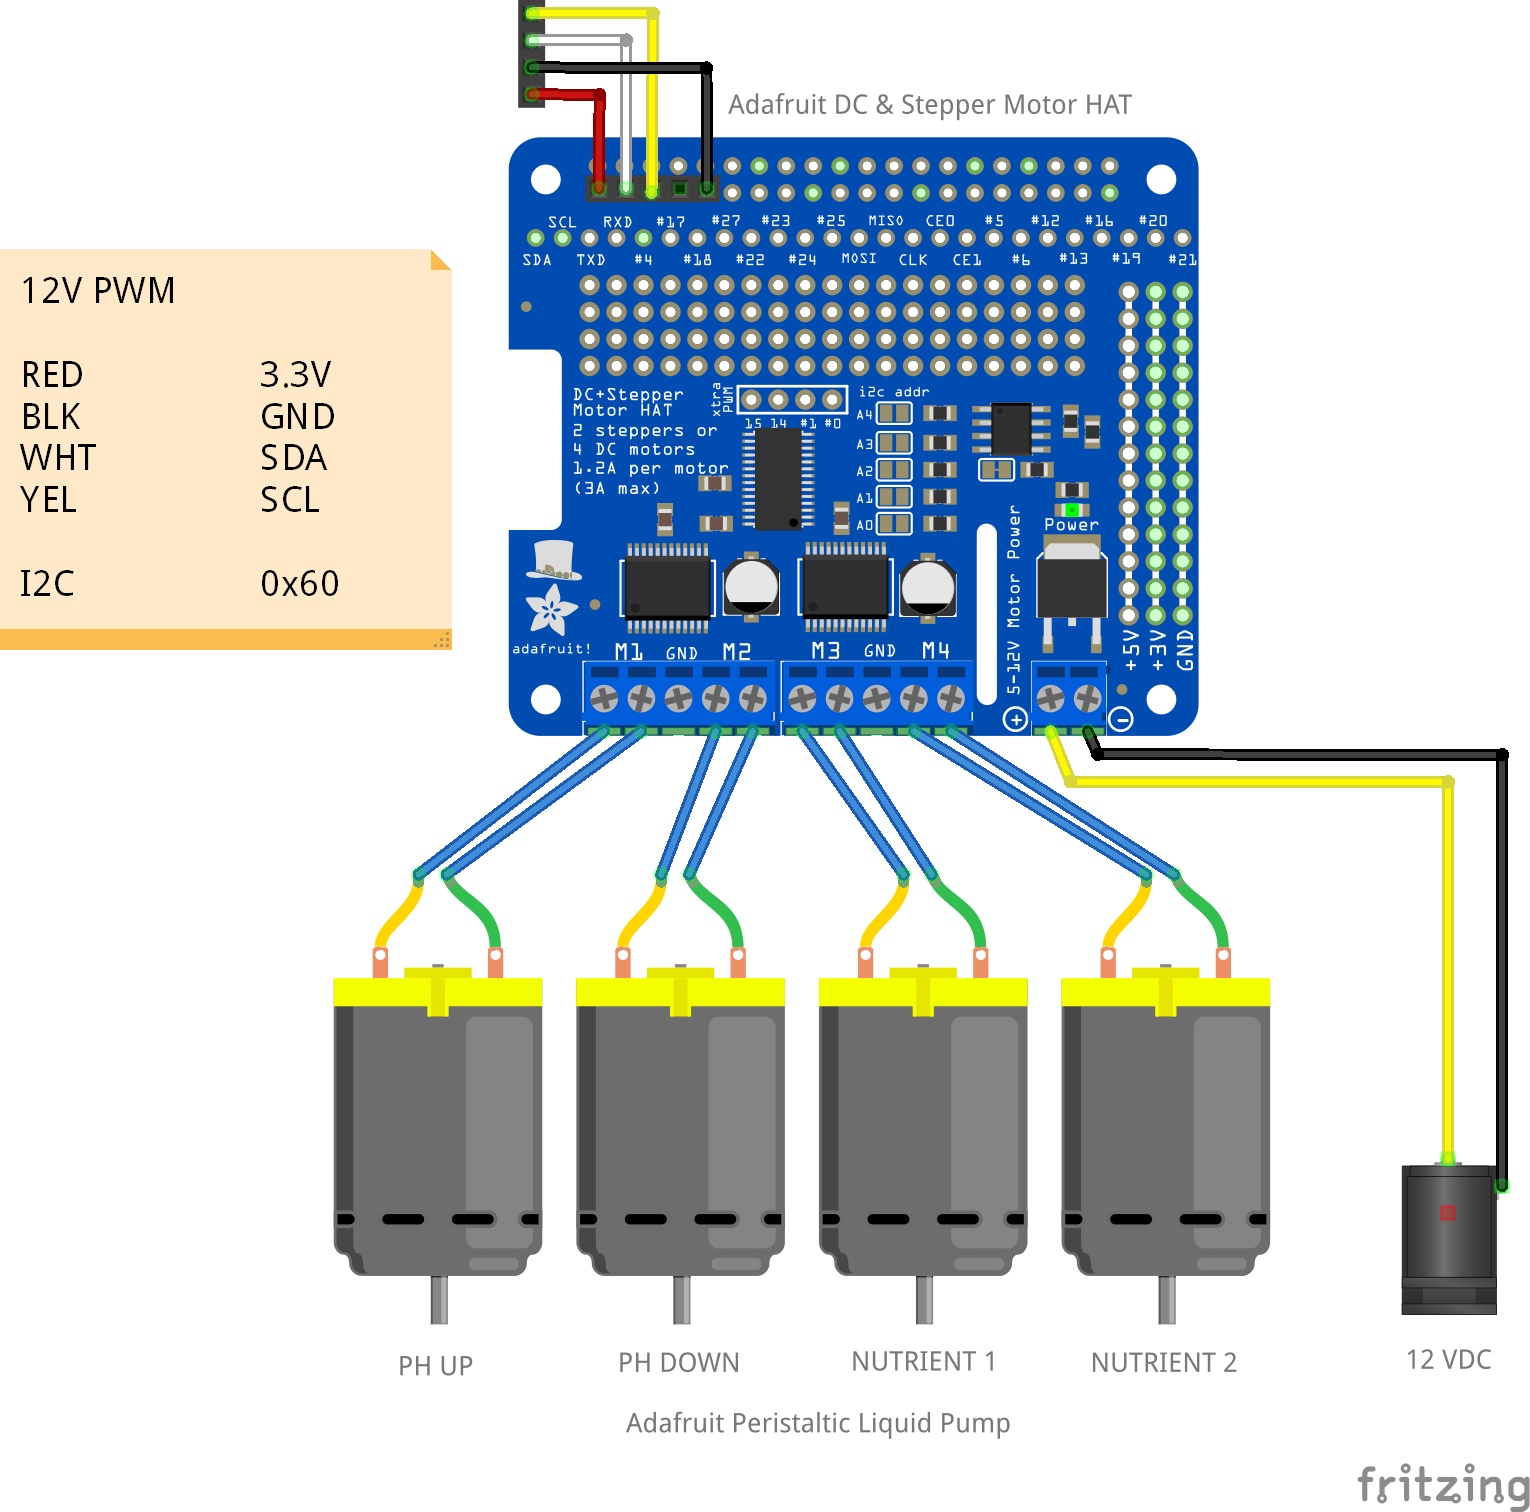 Adafruit DC & Stepper Motor HAT
12V PWM
RED 3.3V
BLK GND
WHT SDA
YEL SCL
I2C 0x60
SCL RXD #17 #27 #23 #25 MISO CE0 #5 #12 #16 #20
SDA TXD #4 #18 #22 #24 MOSI CLK CE1 #6 #13 #19 #21
DC+Stepper
Motor HAT
2 steppers or
4 DC motors
1.2A per motor
(3A max)
xtra
PWM
15 14 #1 #0
i2c addr
A4
A3
A2
A1
A0
Power
5-12V Motor Power
+5V
+3V
GND
adafruit!
M1 GND M2 M3 GND M4
+ -
PH UP
PH DOWN
NUTRIENT 1
NUTRIENT 2
12 VDC
Adafruit Peristaltic Liquid Pump
fritzing